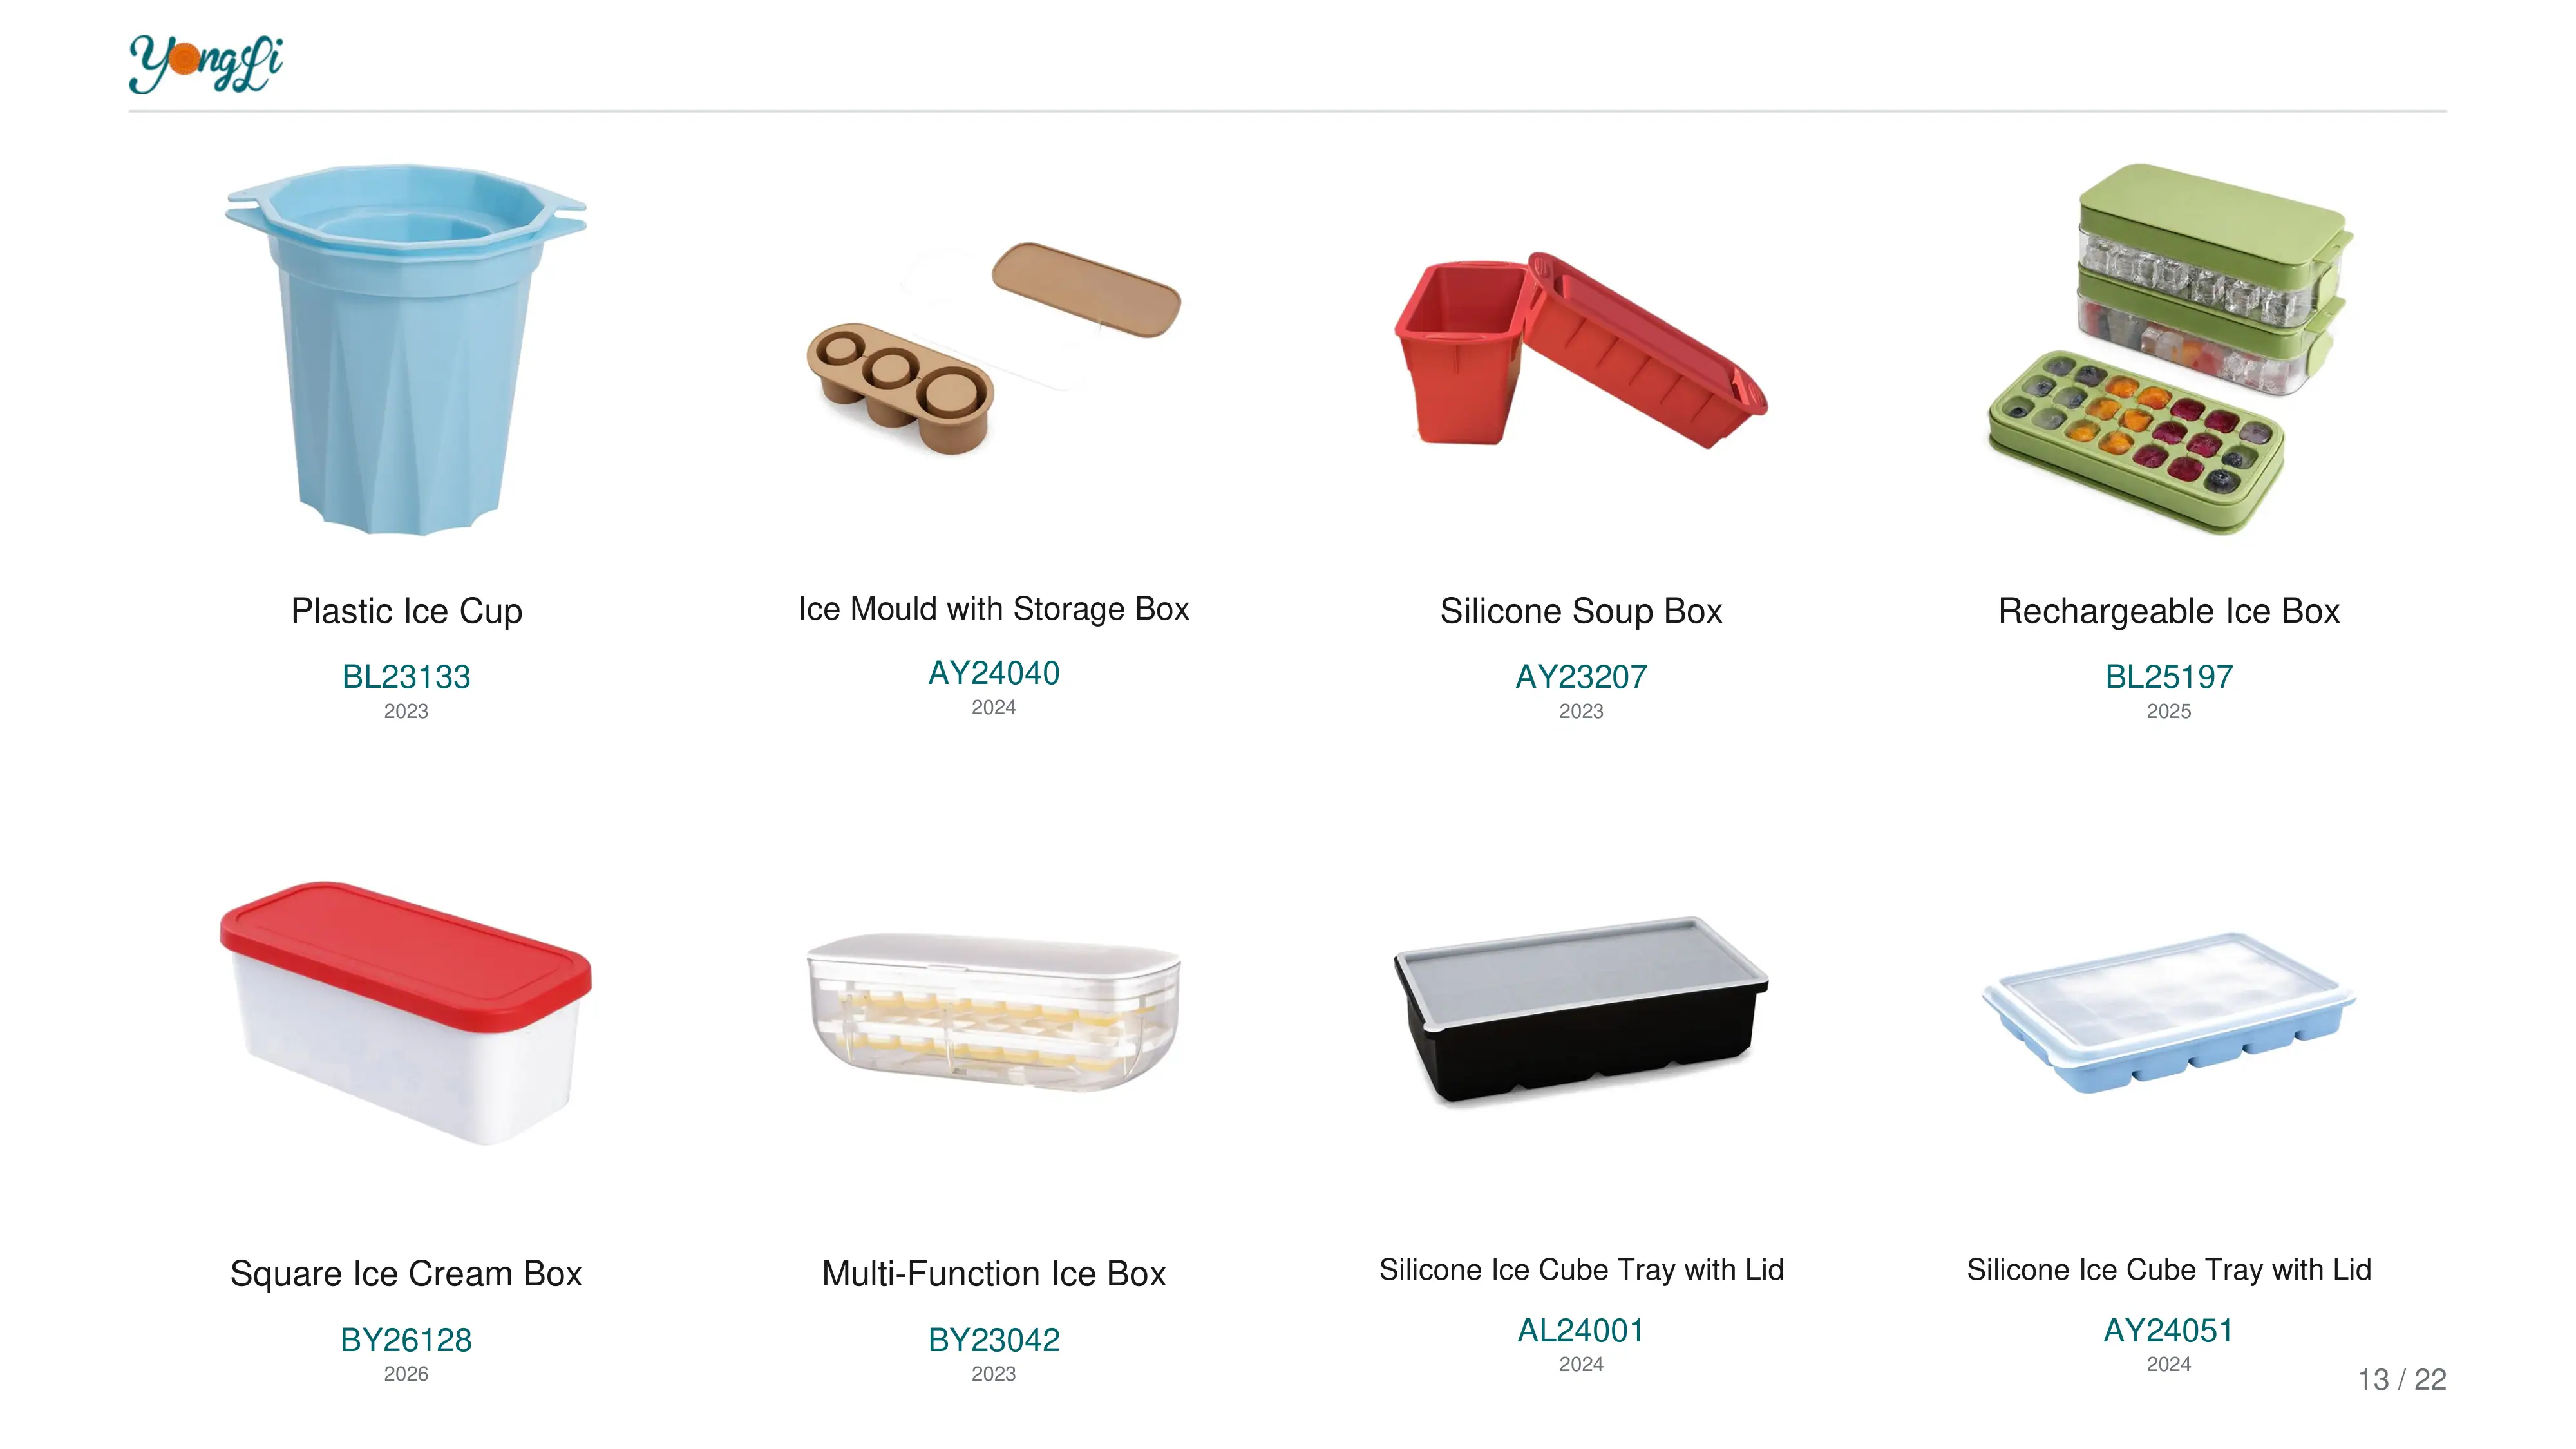 YongLi
Plastic Ice Cup
BL23133
2023
Ice Mould with Storage Box
AY24040
2024
Silicone Soup Box
AY23207
2023
Rechargeable Ice Box
BL25197
2025
Square Ice Cream Box
BY26128
2026
Multi-Function Ice Box
BY23042
2023
Silicone Ice Cube Tray with Lid
AL24001
2024
Silicone Ice Cube Tray with Lid
AY24051
2024
13 / 22